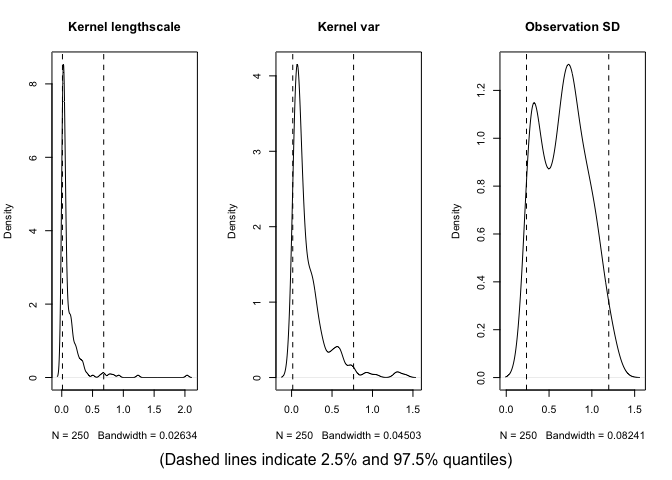 Kernel lengthscale
Density
0 2 4 6 8
0.0 0.5 1.0 1.5 2.0
N = 250 Bandwidth = 0.02634
Kernel var
Density
0 1 2 3 4
0.0 0.5 1.0 1.5
N = 250 Bandwidth = 0.04503
Observation SD
Density
0.0 0.2 0.4 0.6 0.8 1.0 1.2
0.0 0.5 1.0 1.5
N = 250 Bandwidth = 0.08241
(Dashed lines indicate 2.5% and 97.5% quantiles)